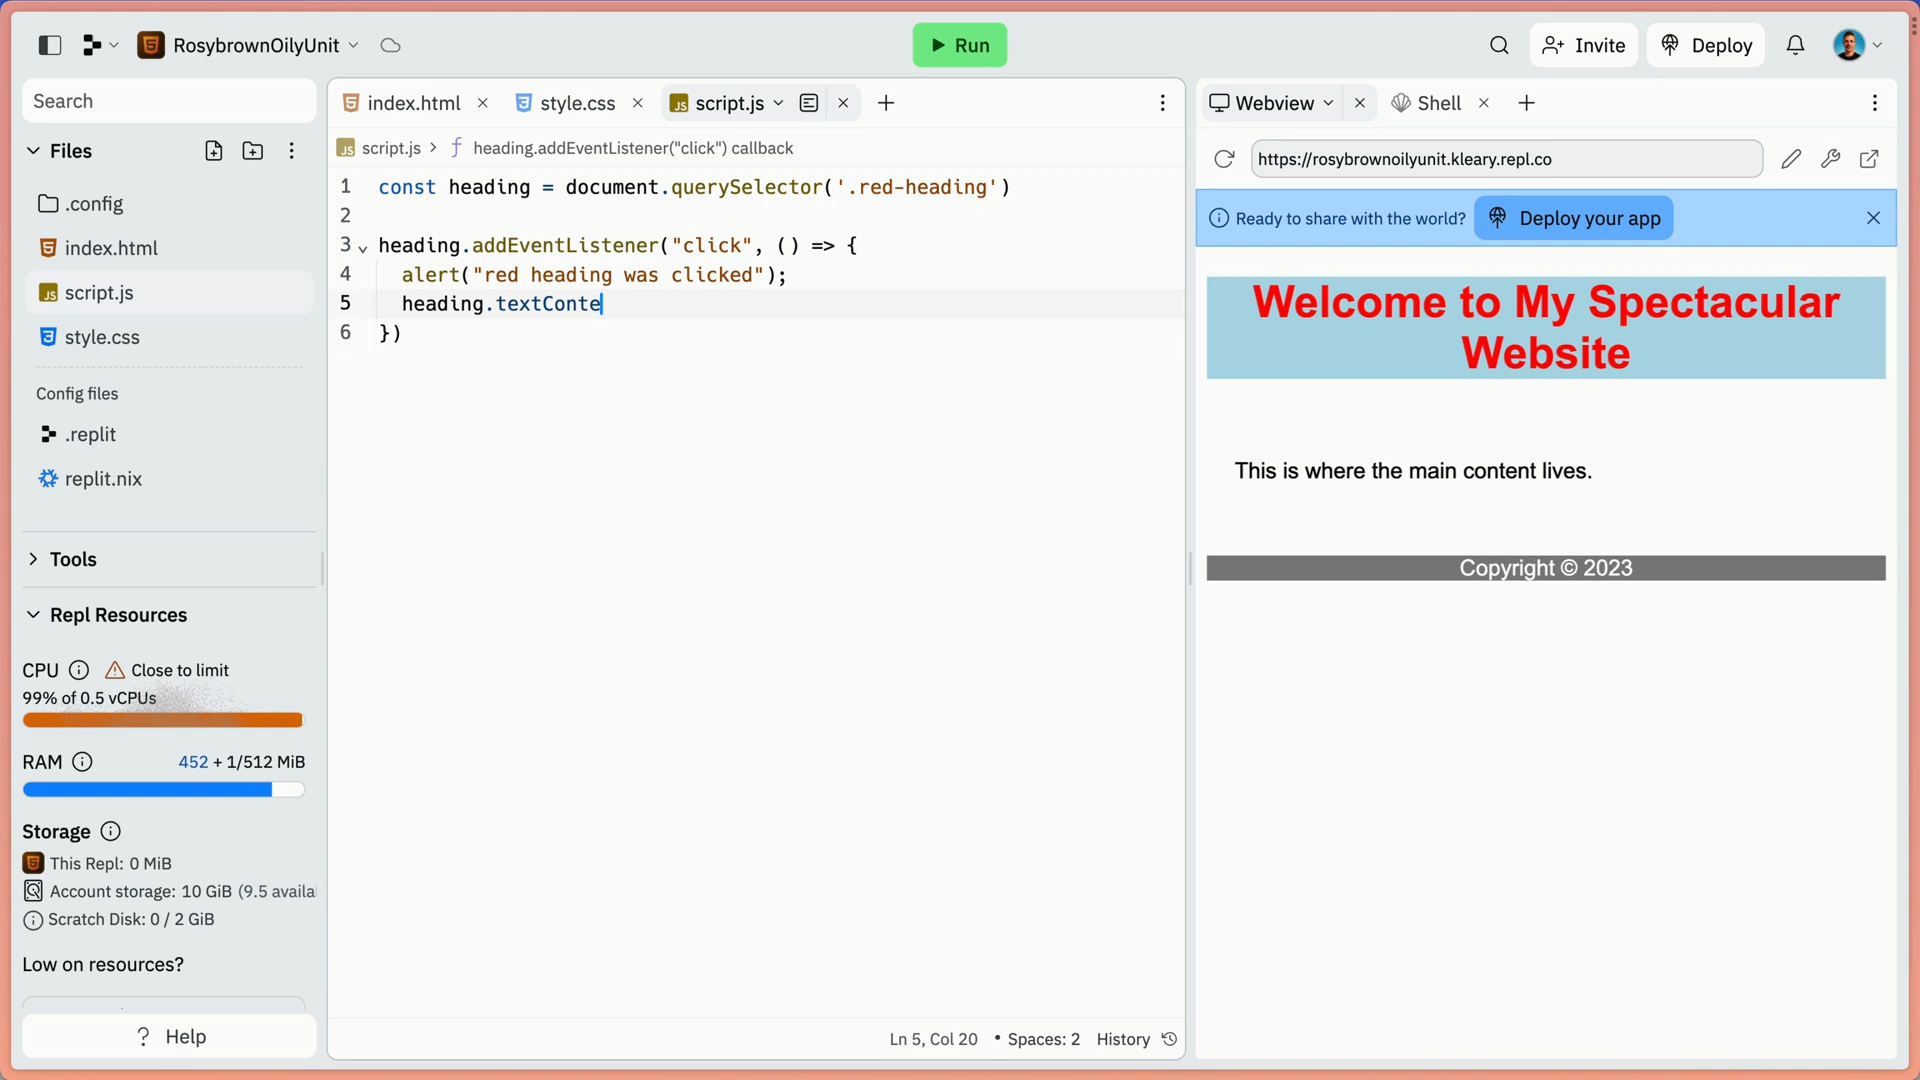 RosybrownOilyUnit
Run
Invite
Deploy
Search
Files
.config
index.html
script.js
style.css
Config files
.replit
replit.nix
Tools
Repl Resources
CPU
Close to limit
99% of 0.5 vCPUs
RAM
452 + 1/512 MiB
Storage
This Repl: 0 MiB
Account storage: 10 GiB (9.5 availa
Scratch Disk: 0 / 2 GiB
Low on resources?
? Help
index.html
style.css
JS script.js
JS script.js > heading.addEventListener("click") callback
1 const heading = document.querySelector('.red-heading')
2
3 heading.addEventListener("click", () => {
4 alert("red heading was clicked");
5 heading.textConte
6 })
Ln 5, Col 20 • Spaces: 2 History
Webview
Shell
https://rosybrownoilyunit.kleary.repl.co
Ready to share with the world?
Deploy your app
Welcome to My Spectacular
Website
This is where the main content lives.
Copyright © 2023